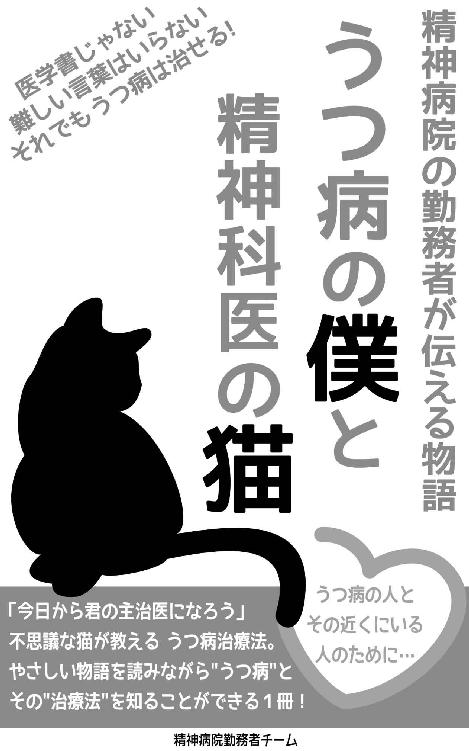 精神病院の勤務者が伝える物語
うつ病の僕と
精神科医の猫
医学書じゃない
難しい言葉はいらない
それでもうつ病は治せる!
うつ病の人と
その近くにいる
人のために…
「今日から君の主治医になろう」
不思議な猫が教える うつ病治療法。
やさしい物語を読みながら"うつ病"と
その"治療法"を知ることができる1冊!
精神病院勤務者チーム